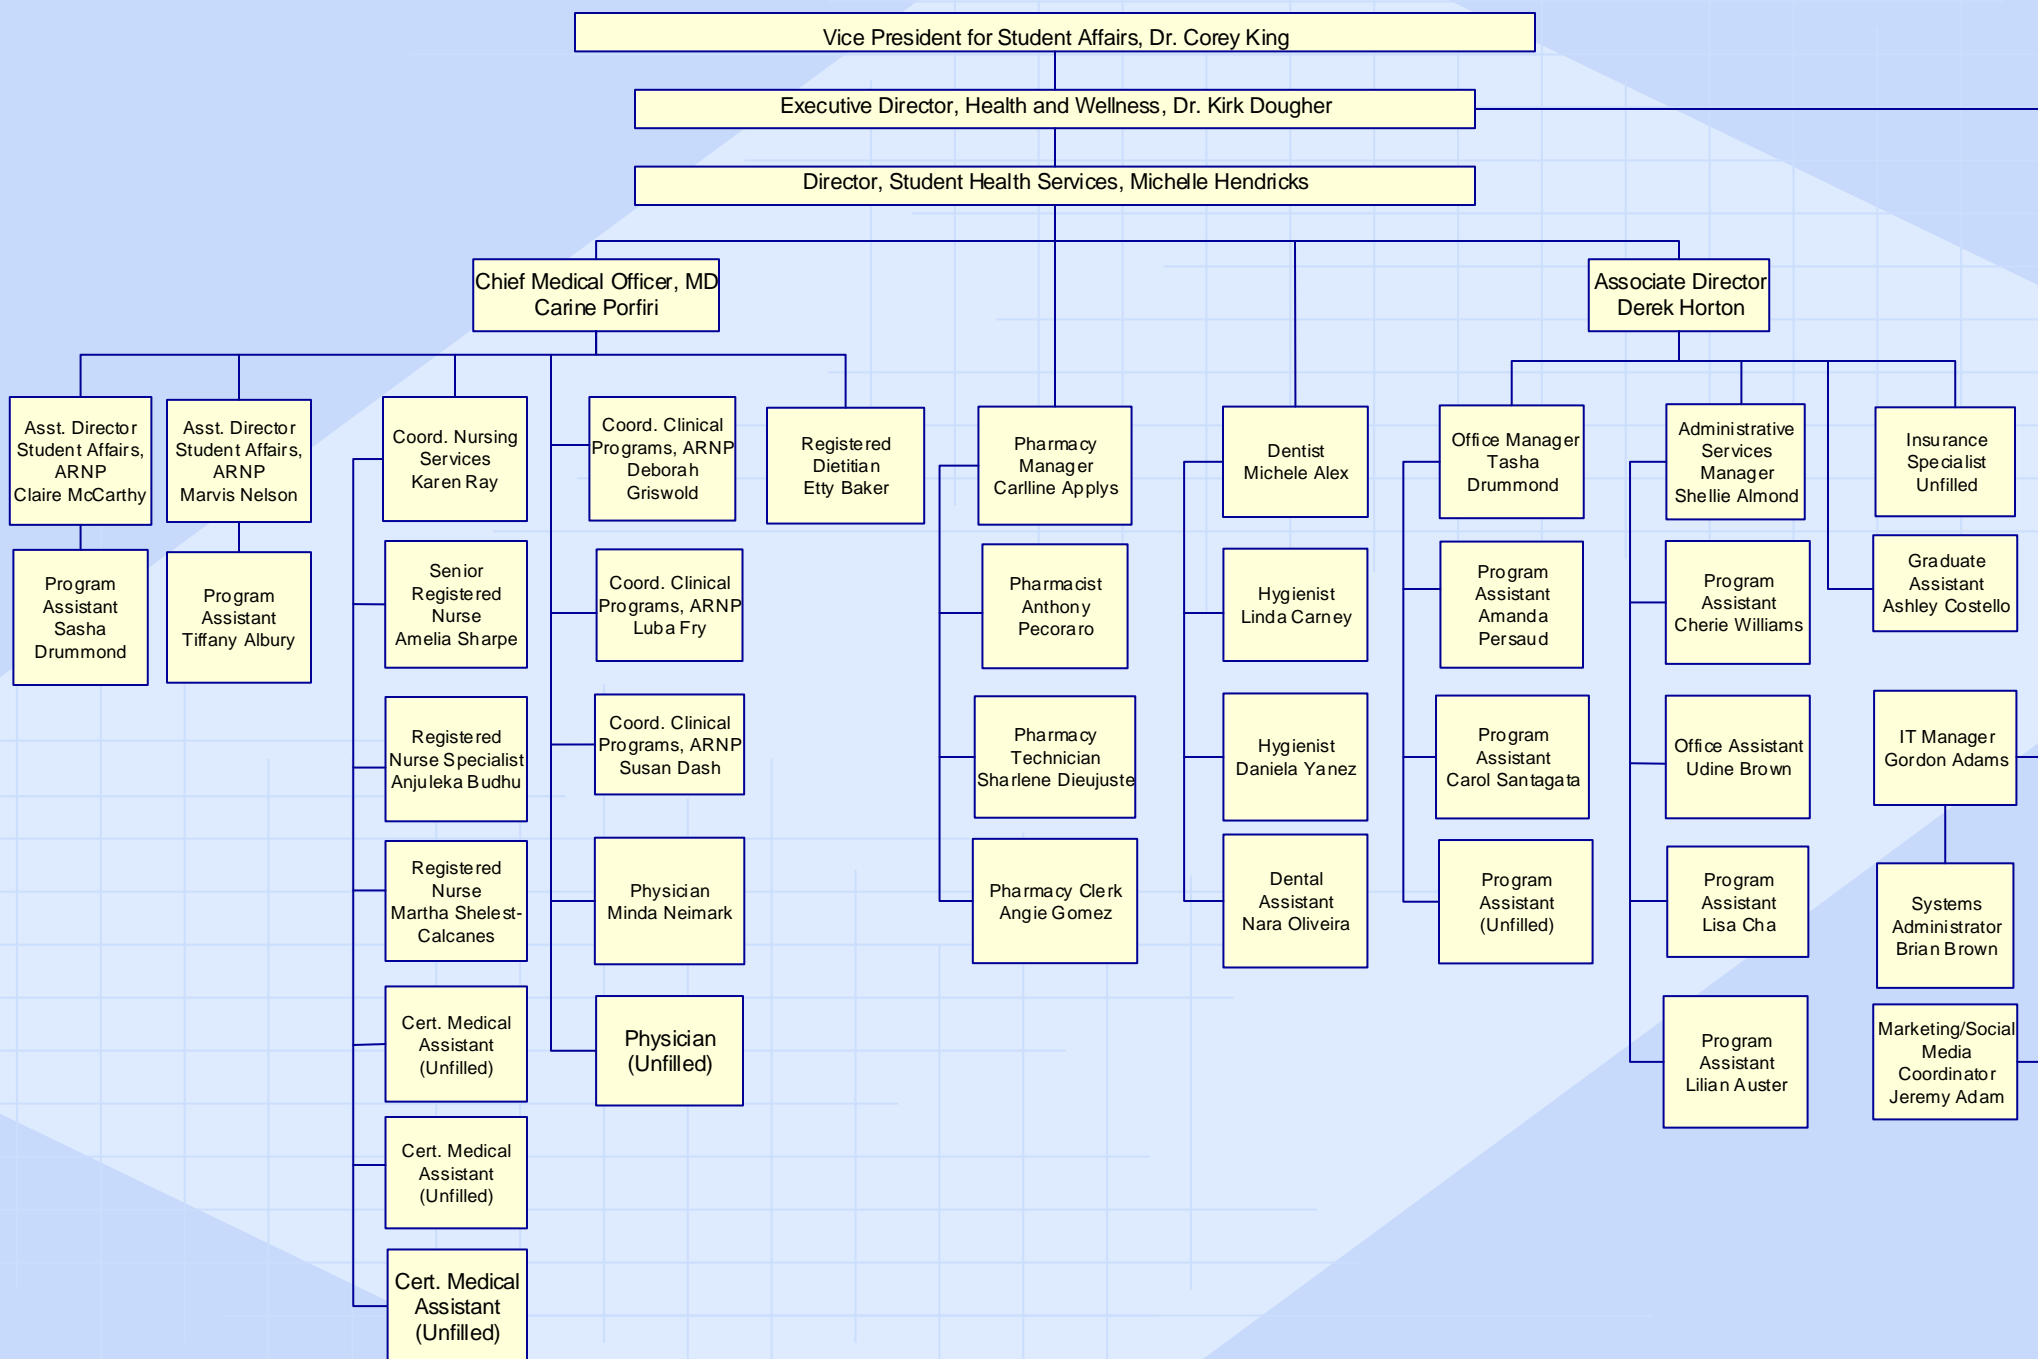 Vice President for Student Affairs, Dr. Corey King
Executive Director, Health and Wellness, Dr. Kirk Dougher
Director, Student Health Services, Michelle Hendricks
Chief Medical Officer, MD
Carine Porfiri
Associate Director
Derek Horton
Asst. Director
Student Affairs,
ARNP
Claire McCarthy
Asst. Director
Student Affairs,
ARNP
Marvis Nelson
Coord. Nursing
Services
Karen Ray
Coord. Clinical
Programs, ARNP
Deborah
Griswold
Registered
Dietitian
Etty Baker
Pharmacy
Manager
Carlline Applys
Dentist
Michele Alex
Office Manager
Tasha
Drummond
Administrative
Services
Manager
Shellie Almond
Insurance
Specialist
Unfilled
Program
Assistant
Sasha
Drummond
Program
Assistant
Tiffany Albury
Senior
Registered
Nurse
Amelia Sharpe
Coord. Clinical
Programs, ARNP
Luba Fry
Pharmacist
Anthony
Pecoraro
Hygienist
Linda Carney
Program
Assistant
Amanda
Persaud
Program
Assistant
Cherie Williams
Graduate
Assistant
Ashley Costello
Registered
Nurse Specialist
Anjuleka Budhu
Coord. Clinical
Programs, ARNP
Susan Dash
Pharmacy
Technician
Sharlene Dieujuste
Hygienist
Daniela Yanez
Program
Assistant
Carol Santagata
Office Assistant
Udine Brown
IT Manager
Gordon Adams
Registered
Nurse
Martha Shelest-
Calcanes
Physician
Minda Neimark
Pharmacy Clerk
Angie Gomez
Dental
Assistant
Nara Oliveira
Program
Assistant
(Unfilled)
Program
Assistant
Lisa Cha
Systems
Administrator
Brian Brown
Cert. Medical
Assistant
(Unfilled)
Physician
(Unfilled)
Program
Assistant
Lilian Auster
Marketing/Social
Media
Coordinator
Jeremy Adam
Cert. Medical
Assistant
(Unfilled)
Cert. Medical
Assistant
(Unfilled)